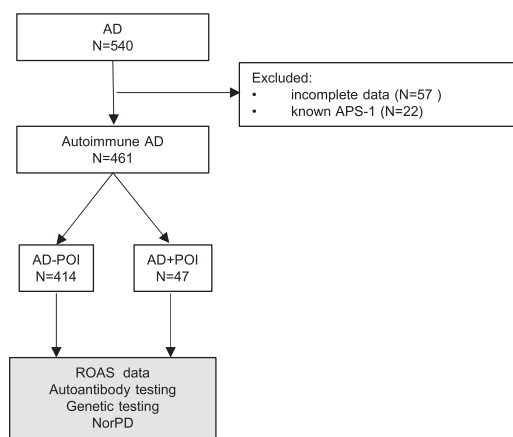 AD
N=540
Excluded:
• incomplete data (N=57 )
• known APS-1 (N=22)
Autoimmune AD
N=461
AD-POI
N=414
AD+POI
N=47
ROAS data
Autoantibody testing
Genetic testing
NorPD